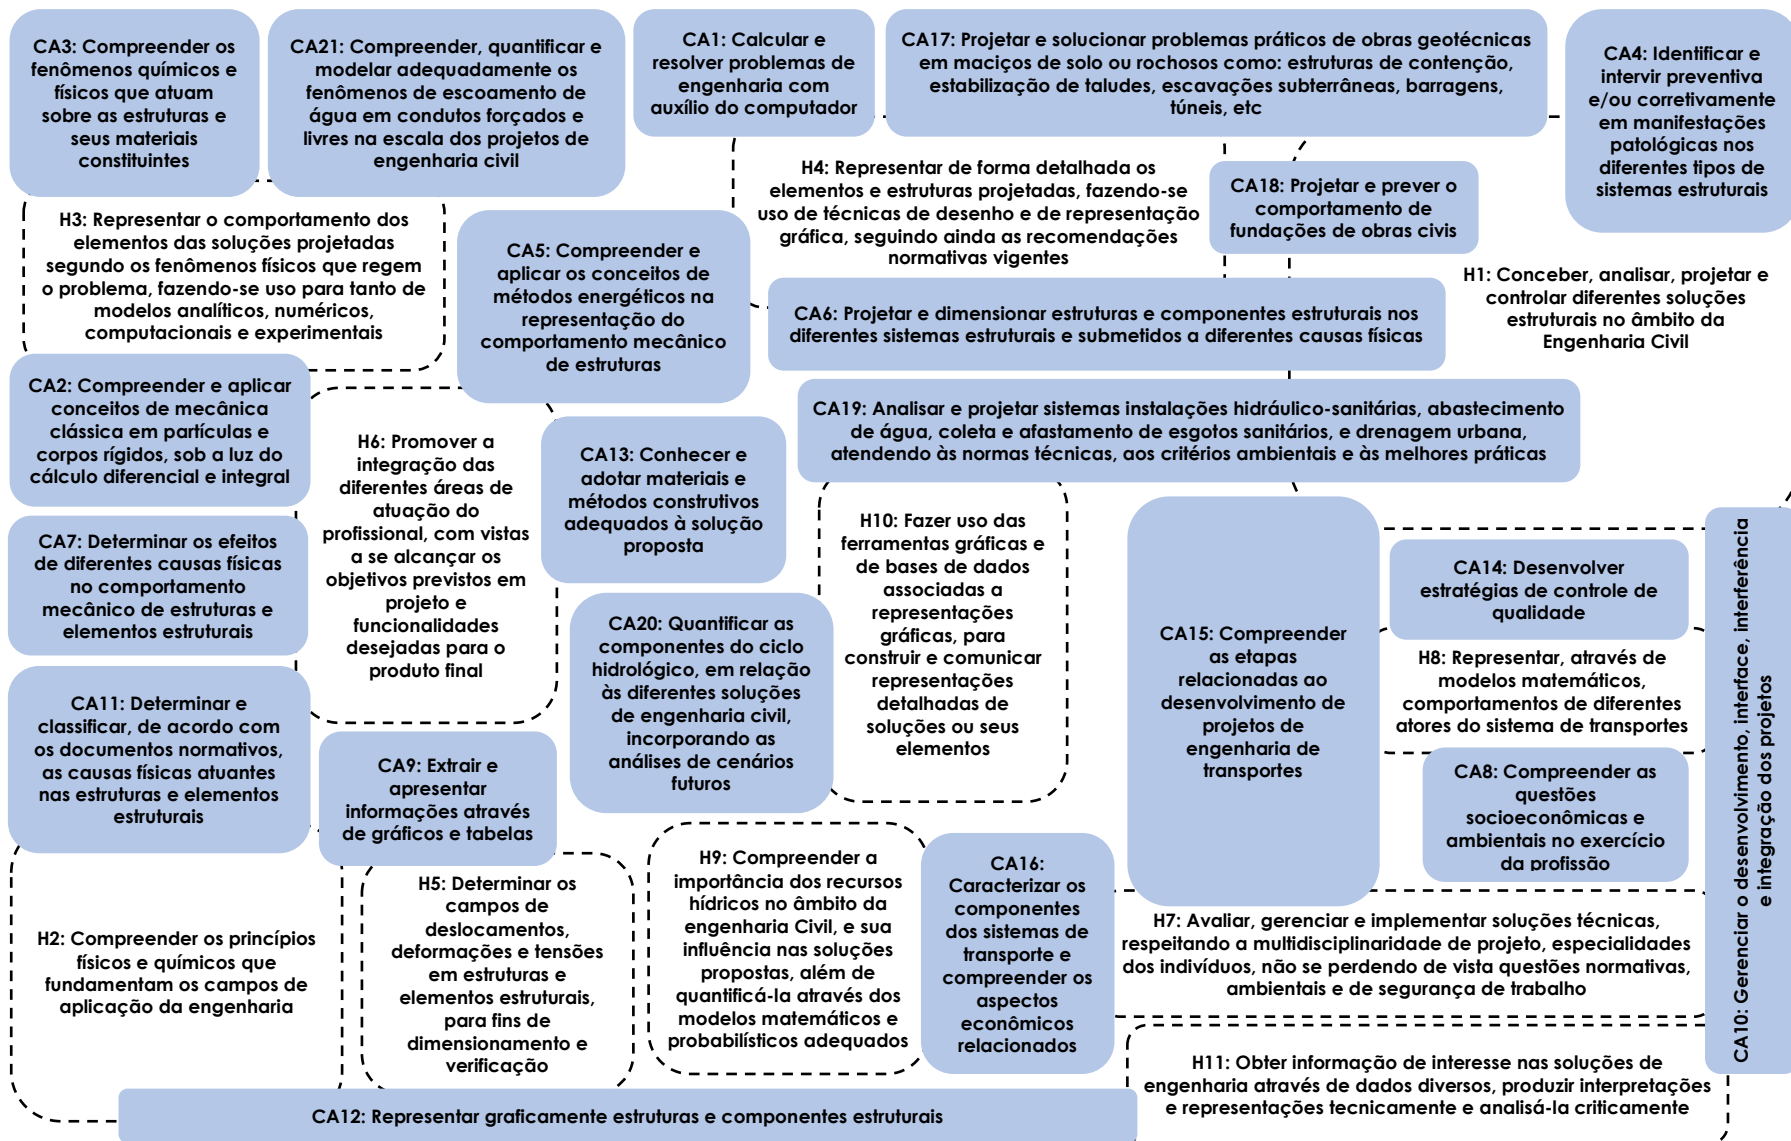 CA3: Compreender os
fenômenos químicos e
físicos que atuam
sobre as estruturas e
seus materiais
constituintes
CA21: Compreender, quantificar e
modelar adequadamente os
fenômenos de escoamento de
água em condutos forçados e
livres na escala dos projetos de
engenharia civil
CA1: Calcular e
resolver problemas de
engenharia com
auxílio do computador
CA17: Projetar e solucionar problemas práticos de obras geotécnicas
em maciços de solo ou rochosos como: estruturas de contenção,
estabilização de taludes, escavações subterrâneas, barragens,
túneis, etc
CA4: Identificar e
intervir preventiva
e/ou corretivamente
em manifestações
patológicas nos
diferentes tipos de
sistemas estruturais
H3: Representar o comportamento dos
elementos das soluções projetadas
segundo os fenômenos físicos que regem
o problema, fazendo-se uso para tanto de
modelos analíticos, numéricos,
computacionais e experimentais
CA5: Compreender e
aplicar os conceitos de
métodos energéticos na
representação do
comportamento mecânico
de estruturas
H4: Representar de forma detalhada os
elementos e estruturas projetadas, fazendo-se
uso de técnicas de desenho e de representação
gráfica, seguindo ainda as recomendações
normativas vigentes
CA18: Projetar e prever o
comportamento de
fundações de obras civis
H1: Conceber, analisar, projetar e
controlar diferentes soluções
estruturais no âmbito da
Engenharia Civil
CA6: Projetar e dimensionar estruturas e componentes estruturais nos
diferentes sistemas estruturais e submetidos a diferentes causas físicas
CA2: Compreender e aplicar
conceitos de mecânica
clássica em partículas e
corpos rígidos, sob a luz do
cálculo diferencial e integral
H6: Promover a
integração das
diferentes áreas de
atuação do
profissional, com vistas
a se alcançar os
objetivos previstos em
projeto e
funcionalidades
desejadas para o
produto final
CA13: Conhecer e
adotar materiais e
métodos construtivos
adequados à solução
proposta
CA19: Analisar e projetar sistemas instalações hidráulico-sanitárias, abastecimento
de água, coleta e afastamento de esgotos sanitários, e drenagem urbana,
atendendo às normas técnicas, aos critérios ambientais e às melhores práticas
CA7: Determinar os efeitos
de diferentes causas físicas
no comportamento
mecânico de estruturas e
elementos estruturais
H10: Fazer uso das
ferramentas gráficas e
de bases de dados
associadas a
representações
gráficas, para
construir e comunicar
representações
detalhadas de
soluções ou seus
elementos
CA15: Compreender
as etapas
relacionadas ao
desenvolvimento de
projetos de
engenharia de
transportes
CA14: Desenvolver
estratégias de controle de
qualidade
H8: Representar, através de
modelos matemáticos,
comportamentos de diferentes
atores do sistema de transportes
CA8: Compreender as
questões
socioeconômicas e
ambientais no exercício
da profissão
CA10: Gerenciar o desenvolvimento, interface, interferência
e integração dos projetos
CA20: Quantificar as
componentes do ciclo
hidrológico, em relação
às diferentes soluções
de engenharia civil,
incorporando as
análises de cenários
futuros
CA11: Determinar e
classificar, de acordo com
os documentos normativos,
as causas físicas atuantes
nas estruturas e elementos
estruturais
CA9: Extrair e
apresentar
informações através
de gráficos e tabelas
H2: Compreender os princípios
físicos e químicos que
fundamentam os campos de
aplicação da engenharia
H5: Determinar os
campos de
deslocamentos,
deformações e tensões
em estruturas e
elementos estruturais,
para fins de
dimensionamento e
verificação
H9: Compreender a
importância dos recursos
hídricos no âmbito da
engenharia Civil, e sua
influência nas soluções
propostas, além de
quantificá-la através dos
modelos matemáticos e
probabilísticos adequados
CA16:
Caracterizar os
componentes
dos sistemas de
transporte e
compreender os
aspectos
econômicos
relacionados
H7: Avaliar, gerenciar e implementar soluções técnicas,
respeitando a multidisciplinaridade de projeto, especialidades
dos indivíduos, não se perdendo de vista questões normativas,
ambientais e de segurança de trabalho
H11: Obter informação de interesse nas soluções de
engenharia através de dados diversos, produzir interpretações
e representações tecnicamente e analisá-la criticamente
CA12: Representar graficamente estruturas e componentes estruturais